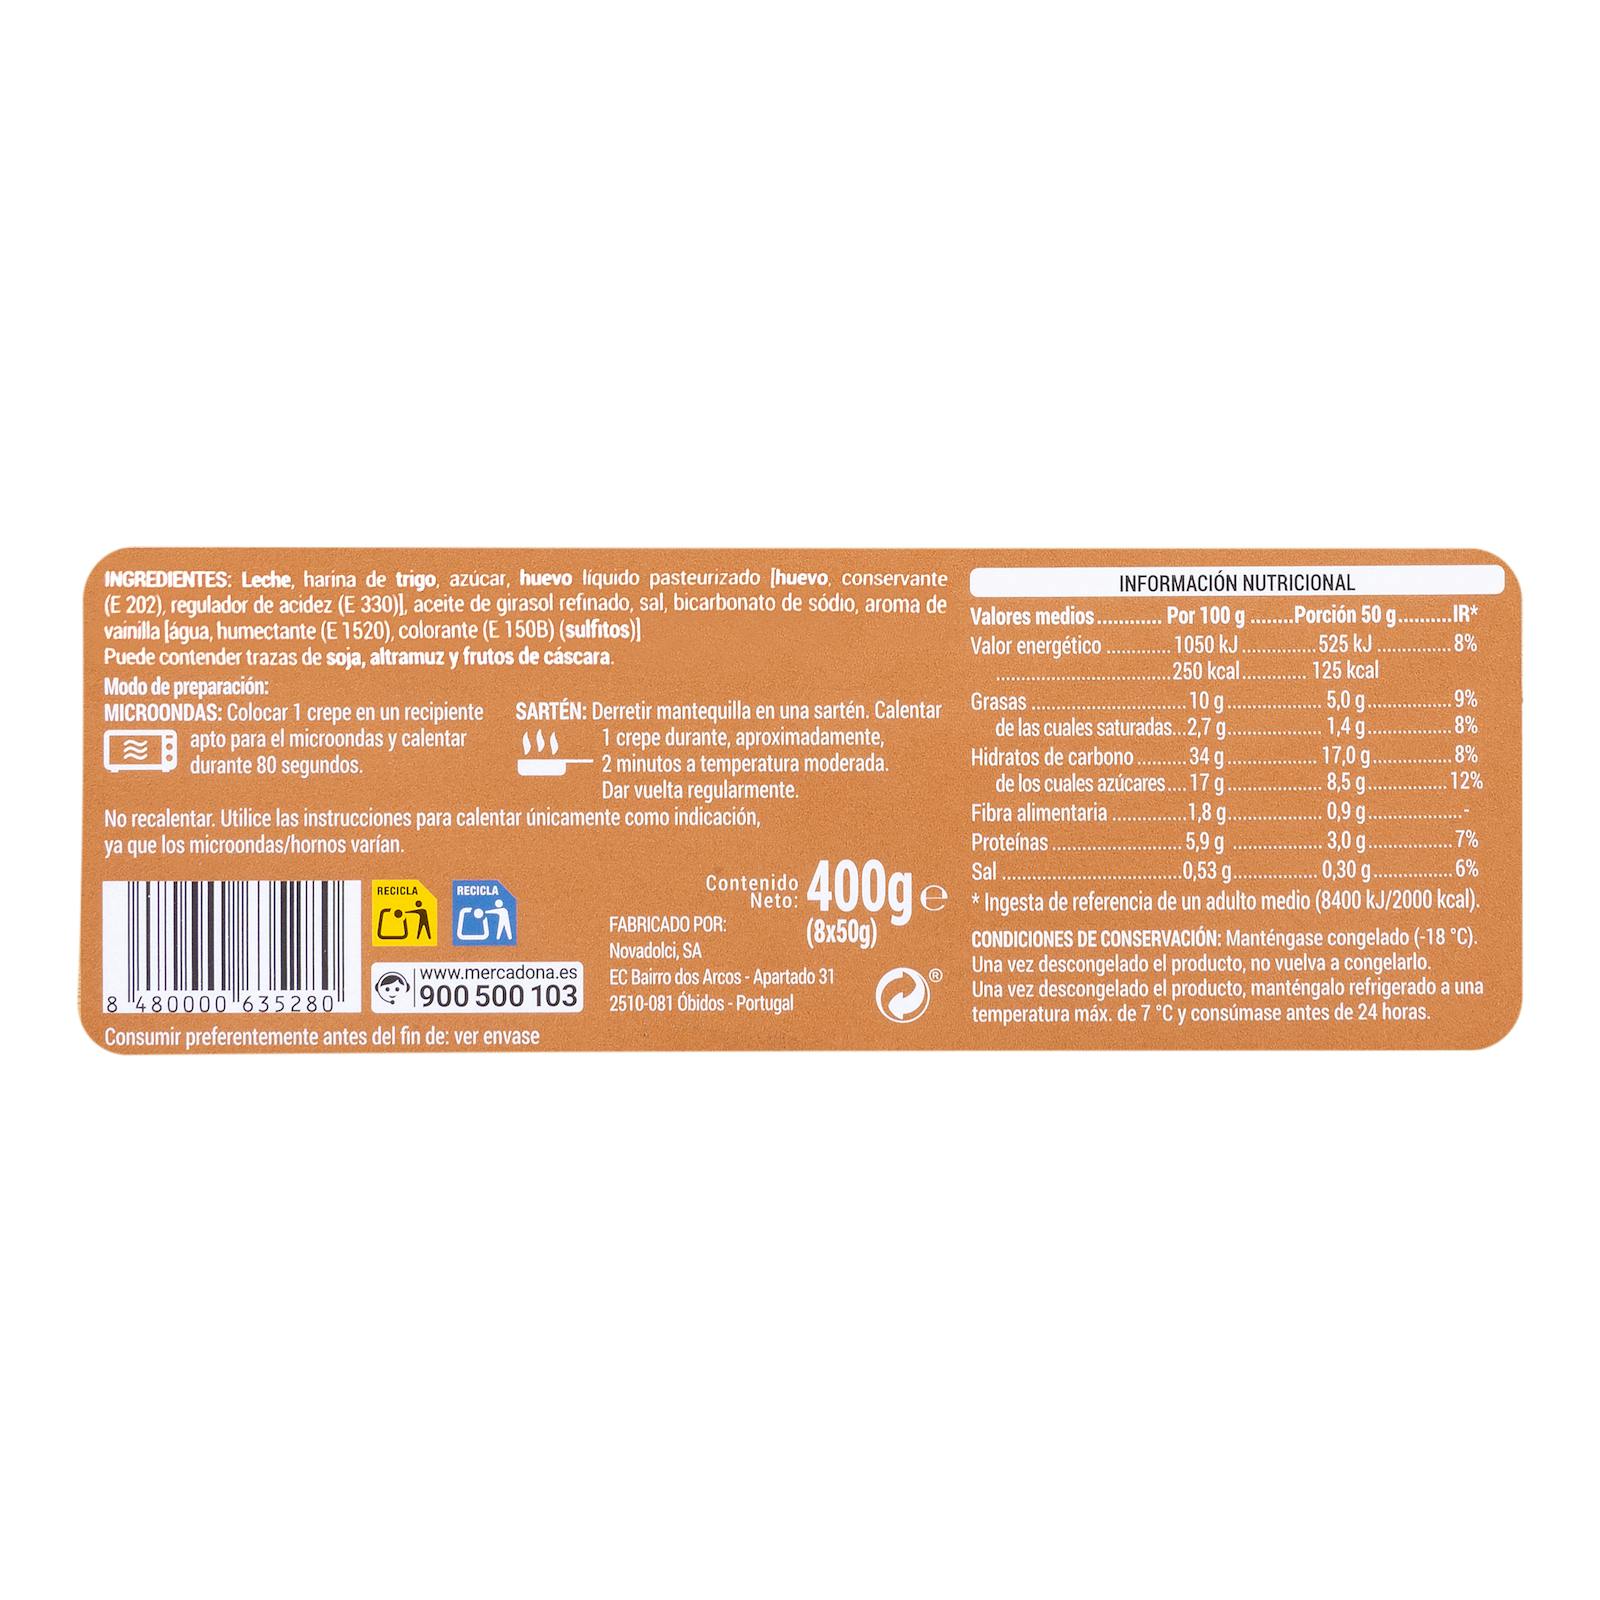 INGREDIENTES: Leche, harina de trigo, azúcar, huevo líquido pasteurizado [huevo, conservante
(E 202), regulador de acidez (E 330)], aceite de girasol refinado, sal, bicarbonato de sódio, aroma de
vainilla [água, humectante (E 1520), colorante (E 150B) (sulfitos)]
Puede contender trazas de soja, altramuz y frutos de cáscara.
Modo de preparación:
MICROONDAS: Colocar 1 crepe en un recipiente
apto para el microondas y calentar
durante 80 segundos.
SARTÉN: Derretir mantequilla en una sartén. Calentar
1 crepe durante, aproximadamente,
2 minutos a temperatura moderada.
Dar vuelta regularmente.
No recalentar. Utilice las instrucciones para calentar únicamente como indicación,
ya que los microondas/hornos varían.
8 480000 635280
RECICLA
RECICLA
www.mercadona.es
900 500 103
Consumir preferentemente antes del fin de: ver envase
Contenido
Neto: 400g e
(8x50g)
FABRICADO POR:
Novadolci, SA
EC Bairro dos Arcos - Apartado 31
2510-081 Óbidos - Portugal
®
INFORMACIÓN NUTRICIONAL
Valores medios............ Por 100 g ........Porción 50 g..........IR*
Valor energético ............ 1050 kJ .............. 525 kJ .............. 8%
................................. 250 kcal............ 125 kcal
Grasas ............................. 10 g .................. 5,0 g............... 9%
de las cuales saturadas...2,7 g................. 1,4 g............... 8%
Hidratos de carbono .........34 g ................ 17,0 g............... 8%
de los cuales azúcares.... 17 g ................. 8,5 g............... 12%
Fibra alimentaria .............. 1,8 g................. 0,9 g................-
Proteínas ......................... 5,9 g ................ 3,0 g............... 7%
Sal ...................................0,53 g............... 0,30 g............... 6%
* Ingesta de referencia de un adulto medio (8400 kJ/2000 kcal).
CONDICIONES DE CONSERVACIÓN: Manténgase congelado (-18 °C).
Una vez descongelado el producto, no vuelva a congelarlo.
Una vez descongelado el producto, manténgalo refrigerado a una
temperatura máx. de 7 °C y consúmase antes de 24 horas.